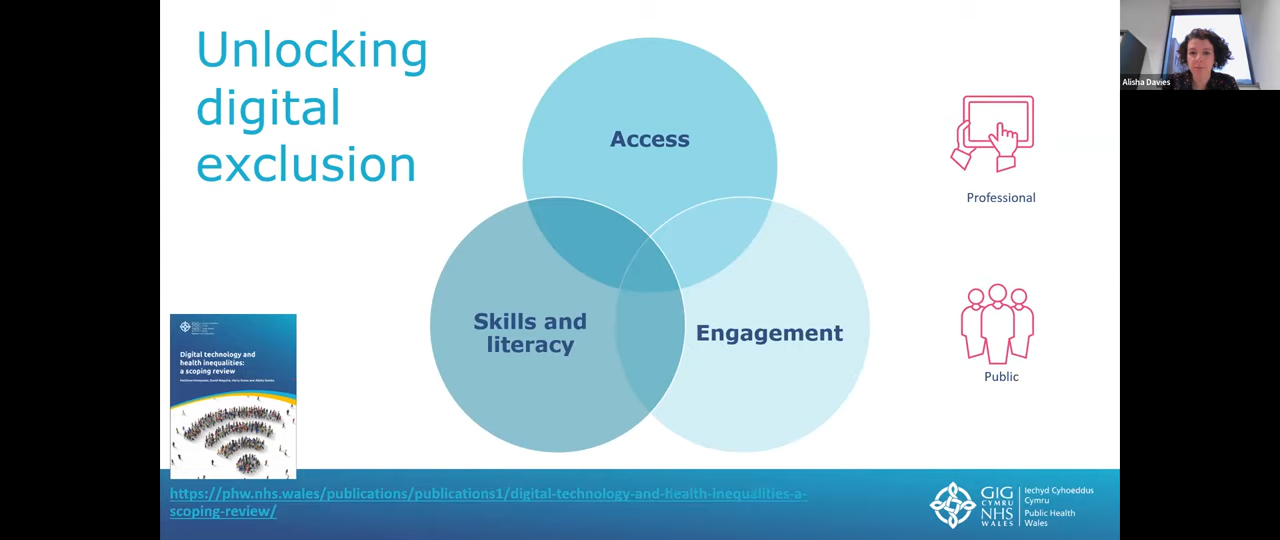 Unlocking
digital
exclusion
Access
Skills and
literacy
Engagement
Professional
Public
Alisha Davies
Digital technology and
health inequalities:
a scoping review
https://phw.nhs.wales/publications/publications1/digital-technology-and-health-inequalities-a-
scoping-review/
GIG
CYMRU
NHS
WALES
Iechyd Cyhoeddus
Cymru
Public Health
Wales